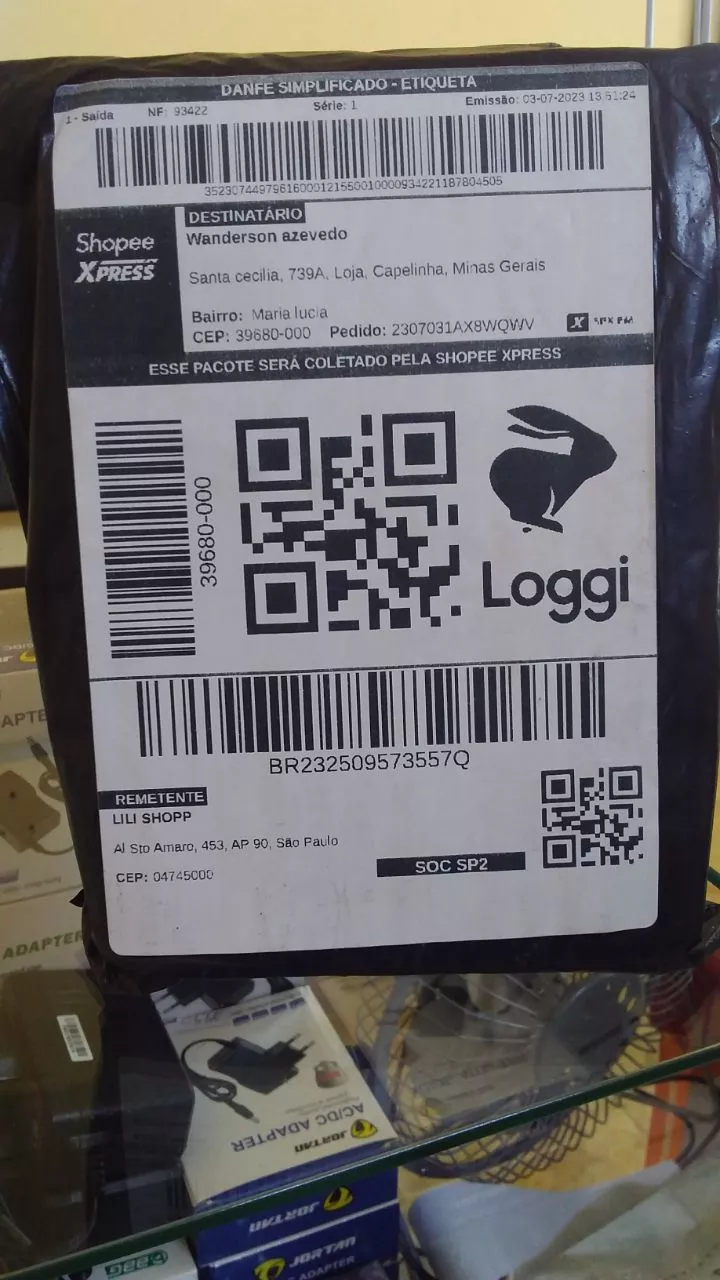 DANFE SIMPLIFICADO - ETIQUETA
1 - Saída NF: 93422 Série: 1 Emissão: 03-07-2023 13:51:24
35230744979616000121550010000934221187804505
Shopee
XPRESS
DESTINATÁRIO
Wanderson azevedo
Santa cecilia, 739A, Loja, Capelinha, Minas Gerais
Bairro: Maria lucia
CEP: 39680-000 Pedido: 2307031AX8WQWV
ESSE PACOTE SERÁ COLETADO PELA SHOPEE XPRESS
39680-000
Loggi
BR232509573557Q
REMETENTE
LILI SHOPP
Al Sto Amaro, 453, AP 90, São Paulo
CEP: 04745000
SOC SP2
ADAPTER
AC/DC ADAPTER
JORTAN
JORTAN
JORTAN
ADAPTER